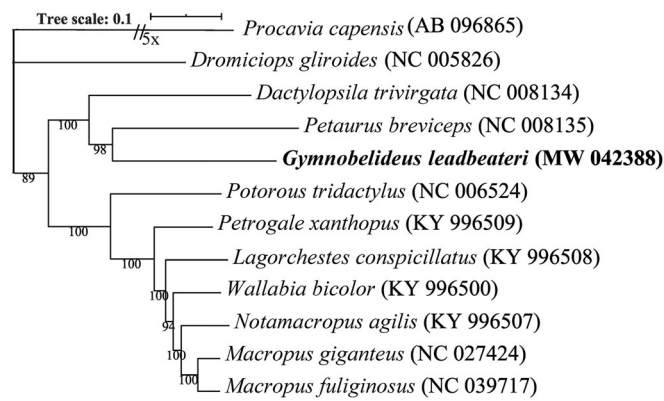 Tree scale: 0.1
5x
Procavia capensis (AB 096865)
Dromiciops gliroides (NC 005826)
Dactylopsila trivirgata (NC 008134)
100
Petaurus breviceps (NC 008135)
98
Gymnobelideus leadbeateri (MW 042388)
89
Potorous tridactylus (NC 006524)
100
Petrogale xanthopus (KY 996509)
100
Lagorchestes conspicillatus (KY 996508)
100
Wallabia bicolor (KY 996500)
94
Notamacropus agilis (KY 996507)
100
Macropus giganteus (NC 027424)
100
Macropus fuliginosus (NC 039717)